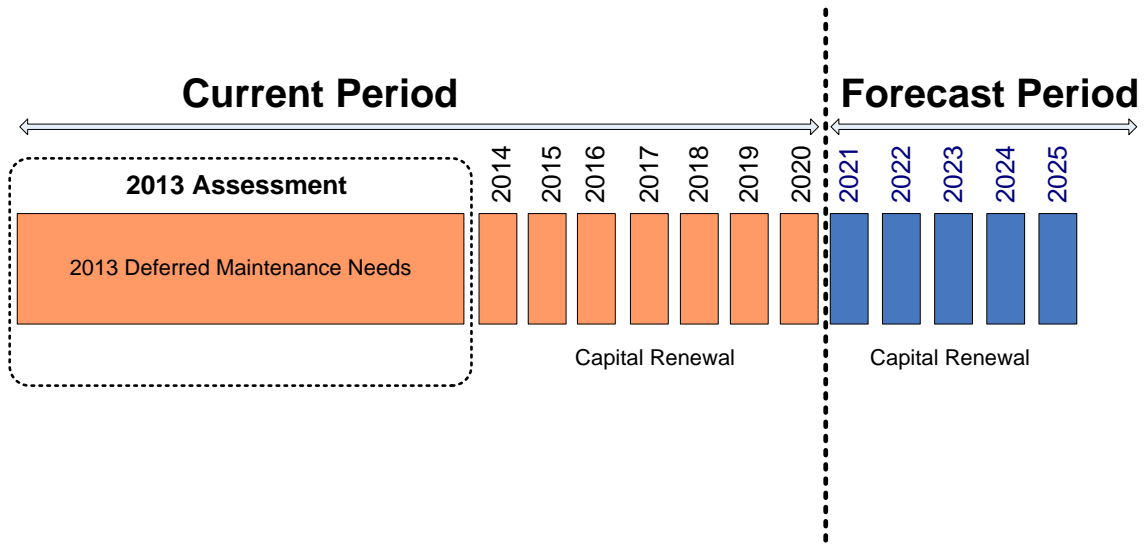 Current Period
Forecast Period
2013 Assessment
2014
2015
2016
2017
2018
2019
2020
2021
2022
2023
2024
2025
2013 Deferred Maintenance Needs
Capital Renewal
Capital Renewal